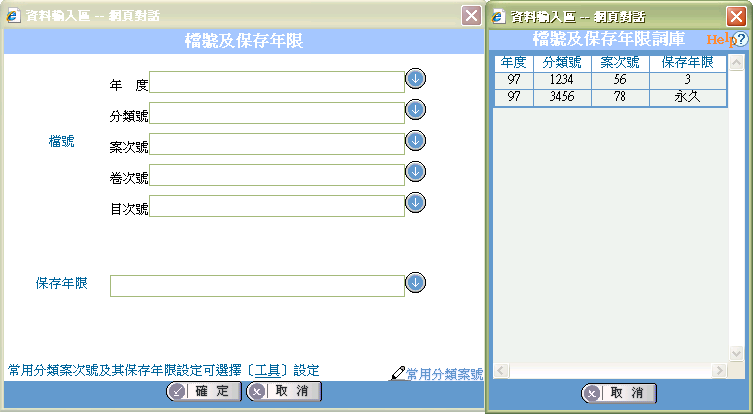 資料輸入區 -- 網頁對話
檔號及保存年限
年　度
分類號
檔號
案次號
卷次號
目次號
保存年限
常用分類案次號及其保存年限設定可選擇〔工具〕設定
常用分類案號
確 定
取 消
資料輸入區 -- 網頁對話
檔號及保存年限詞庫
Help
年度 分類號 案次號 保存年限
97 1234 56 3
97 3456 78 永久
取 消